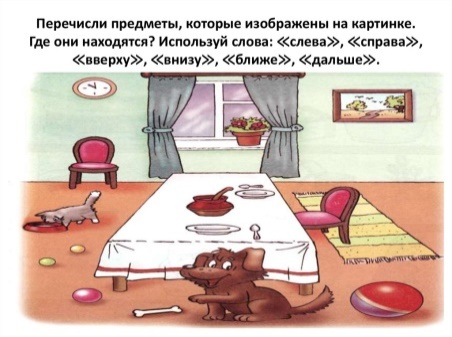 Перечисли предметы, которые изображены на картинке.
Где они находятся? Используй слова: ≪слева≫, ≪справа≫,
≪вверху≫, ≪внизу≫, ≪ближе≫, ≪дальше≫.